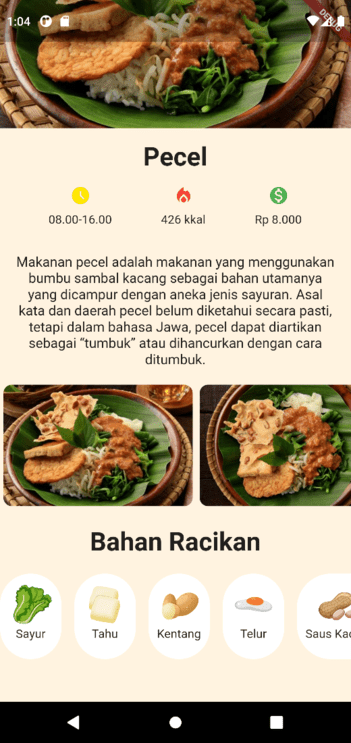 1:04
DEBUG
Pecel
08.00-16.00
426 kkal
Rp 8.000
Makanan pecel adalah makanan yang menggunakan
bumbu sambal kacang sebagai bahan utamanya
yang dicampur dengan aneka jenis sayuran. Asal
kata dan daerah pecel belum diketahui secara pasti,
tetapi dalam bahasa Jawa, pecel dapat diartikan
sebagai “tumbuk” atau dihancurkan dengan cara
ditumbuk.
Bahan Racikan
Sayur
Tahu
Kentang
Telur
Saus Kac